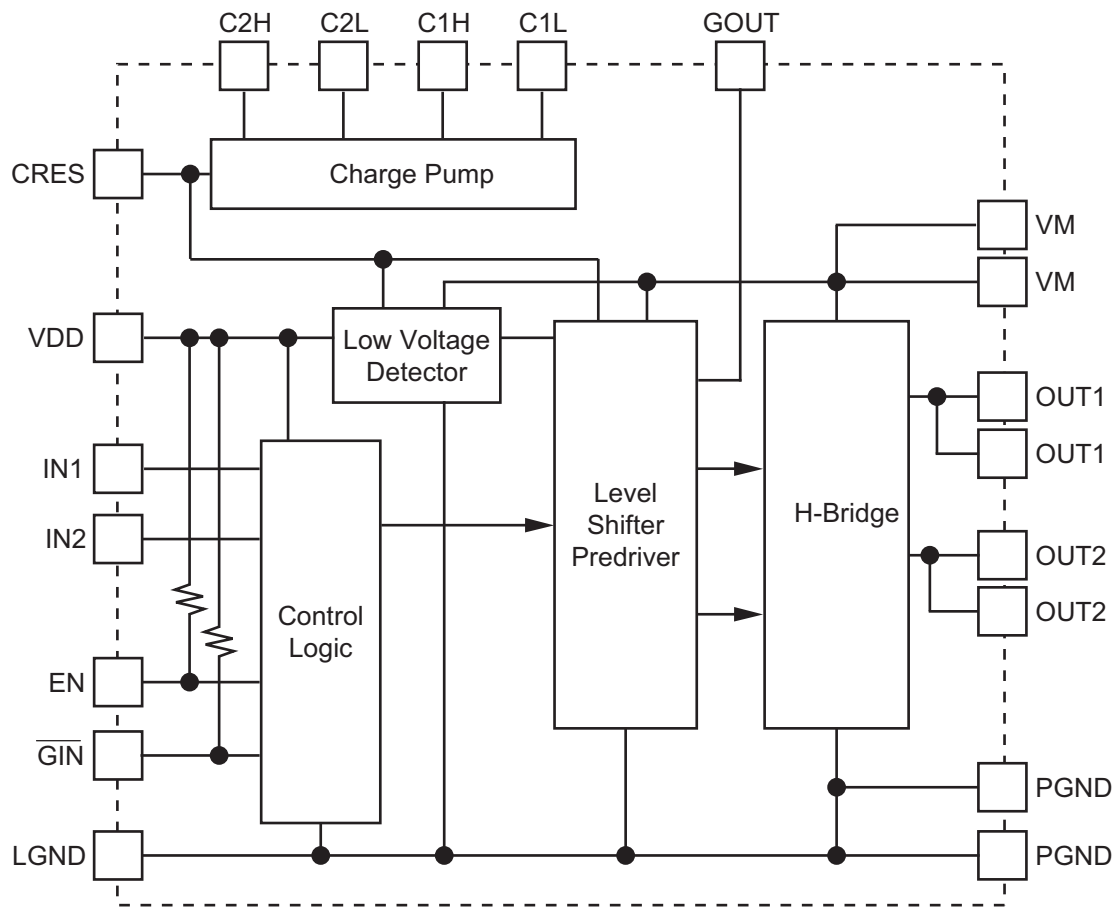 C2H C2L C1H C1L GOUT
CRES
Charge Pump
VM
VM
VDD
Low Voltage
Detector
OUT1
OUT1
IN1
IN2
Level
Shifter
Predriver
H-Bridge
OUT2
OUT2
Control
Logic
EN
GIN
PGND
LGND
PGND